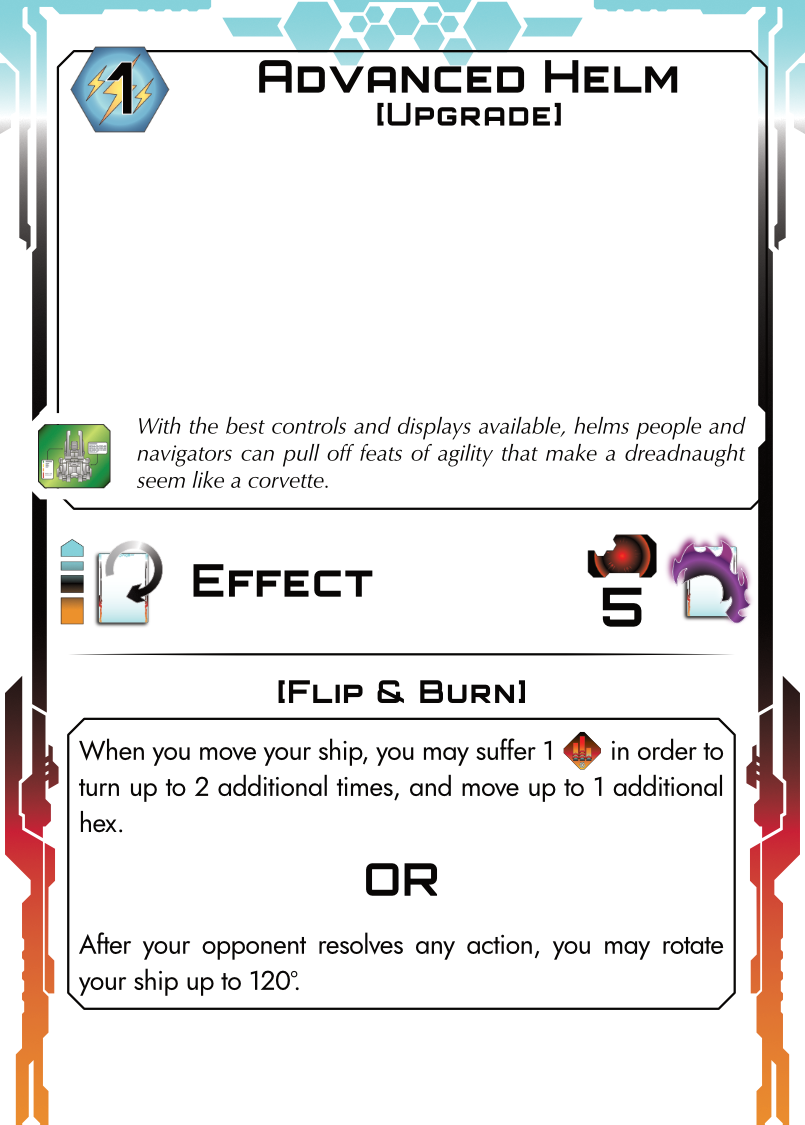 1
Advanced Helm
[Upgrade]
With the best controls and displays available, helms people and
navigators can pull off feats of agility that make a dreadnaught
seem like a corvette.
Effect
5
[Flip & Burn]
When you move your ship, you may suffer 1 in order to
turn up to 2 additional times, and move up to 1 additional
hex.
OR
After your opponent resolves any action, you may rotate
your ship up to 120°.